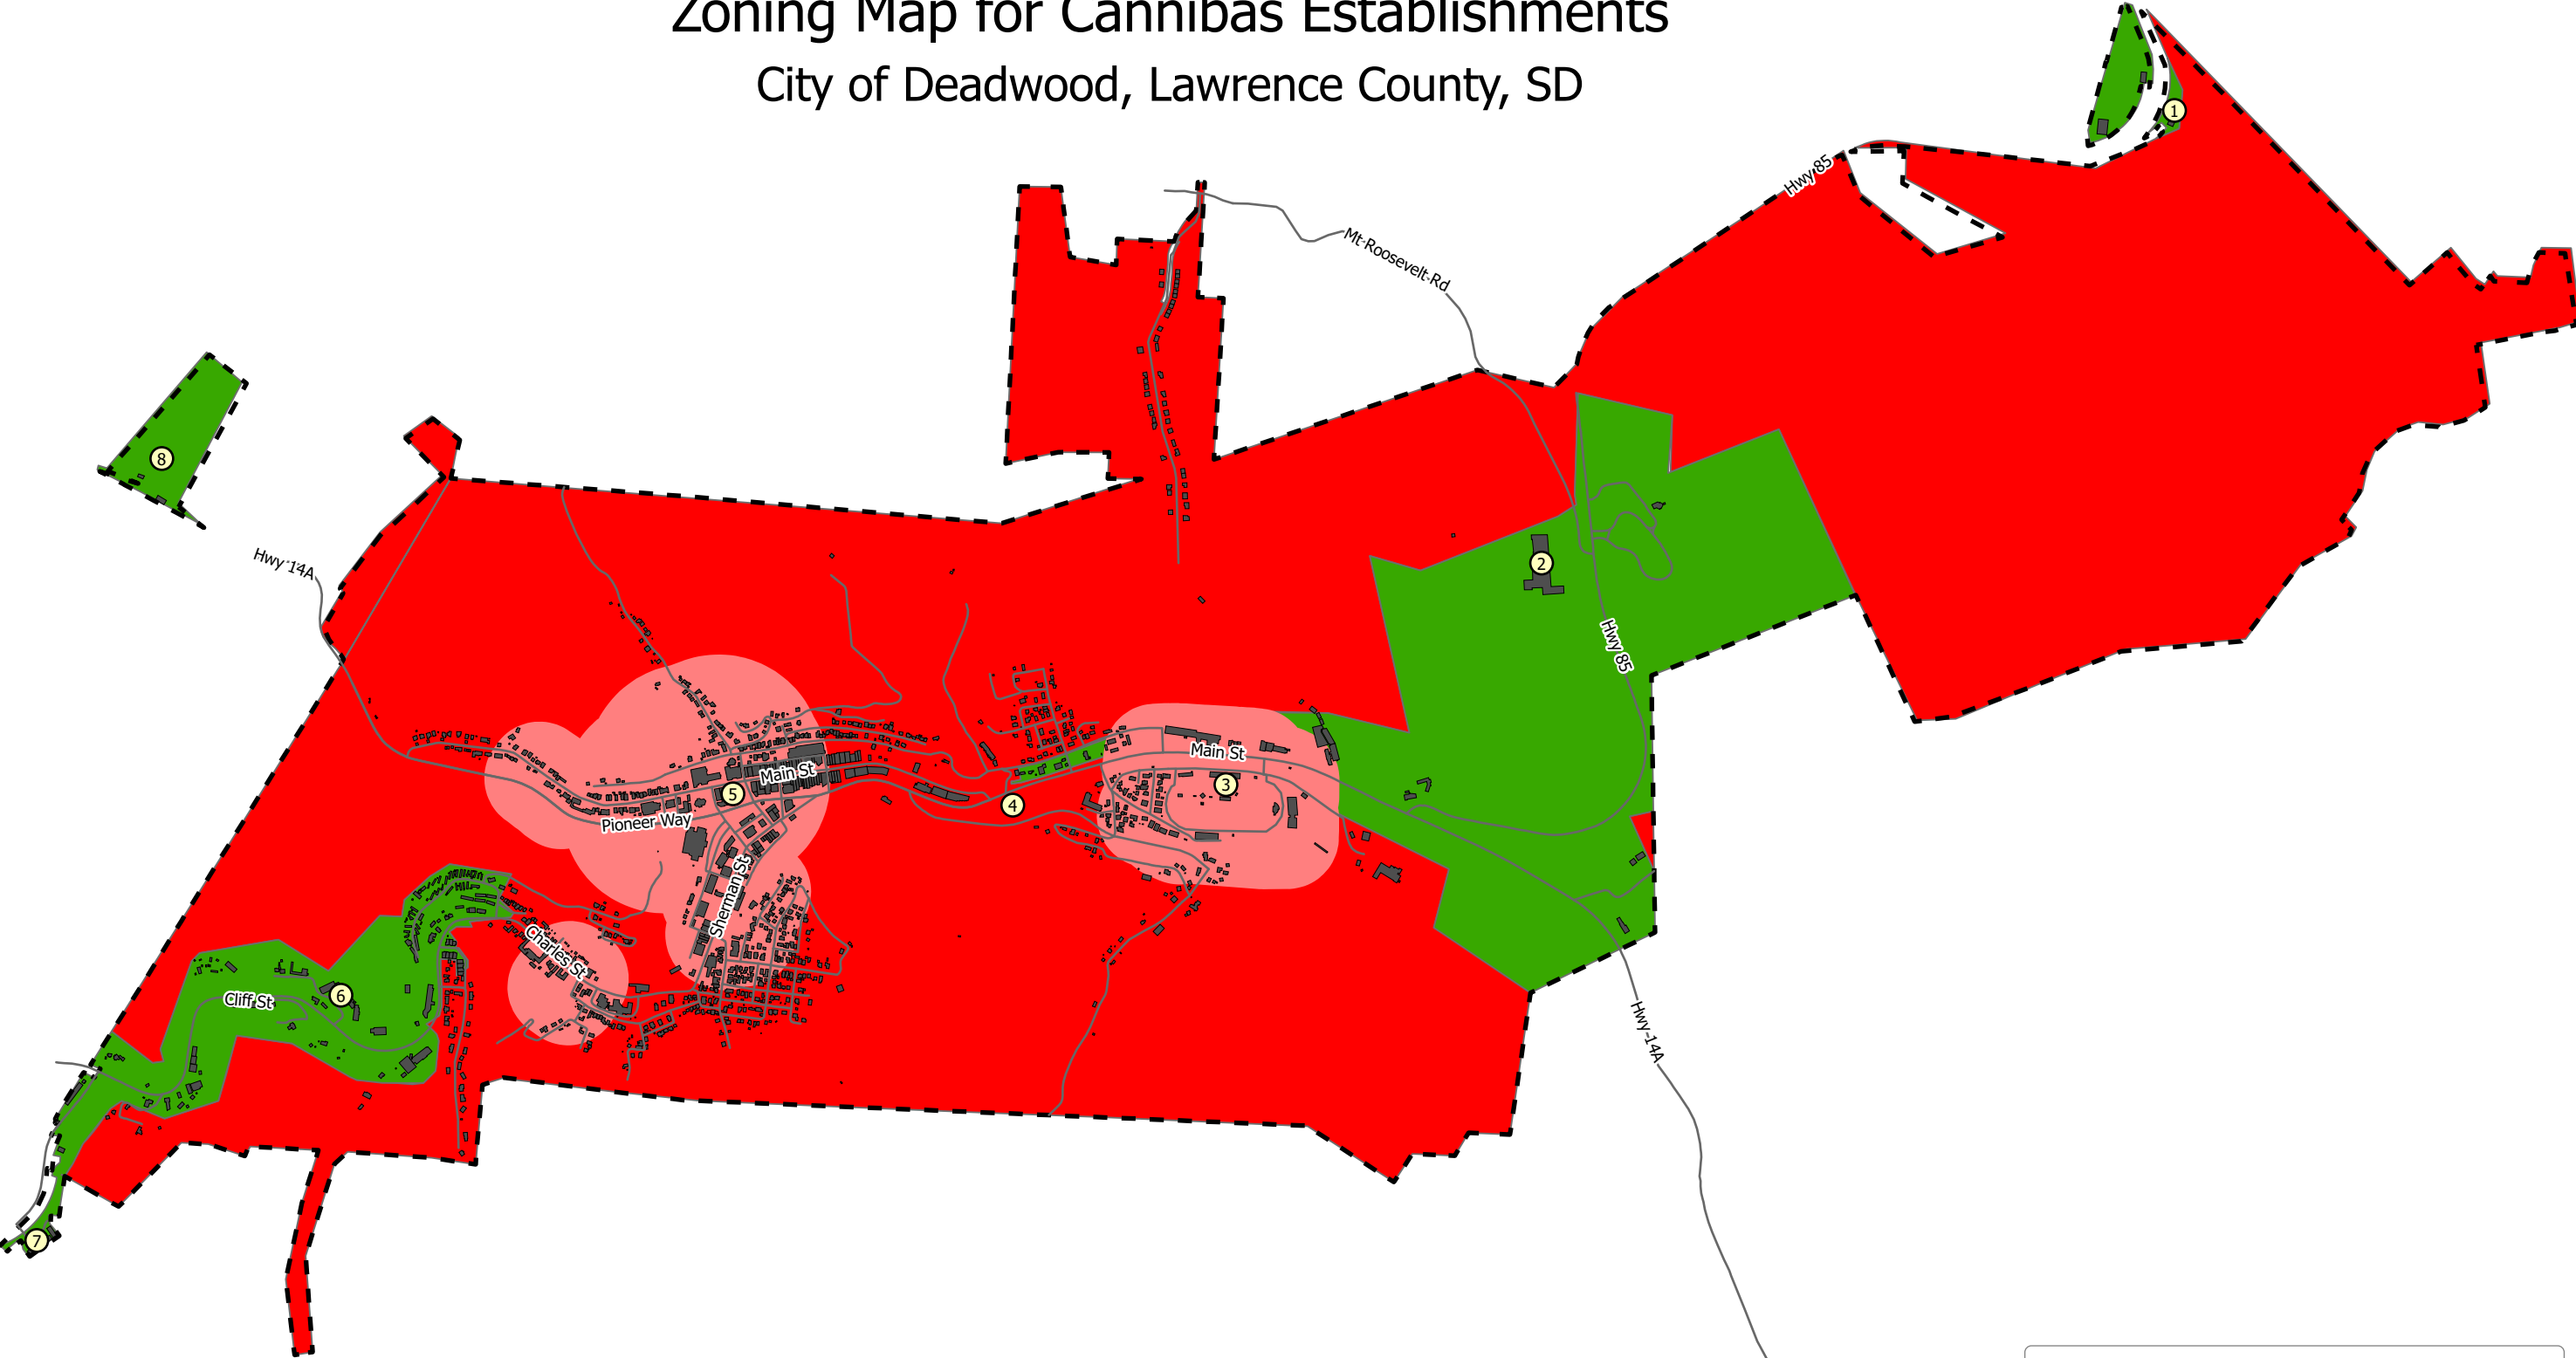 Zoning Map for Cannibas Establishments
City of Deadwood, Lawrence County, SD
1
Hwy 85
Mt Roosevelt Rd
8
Hwy 14A
2
Hwy 85
Main St
3
Main St
5
4
Pioneer Way
Sherman St
Charles St
6
Cliff St
Hwy 14A
7